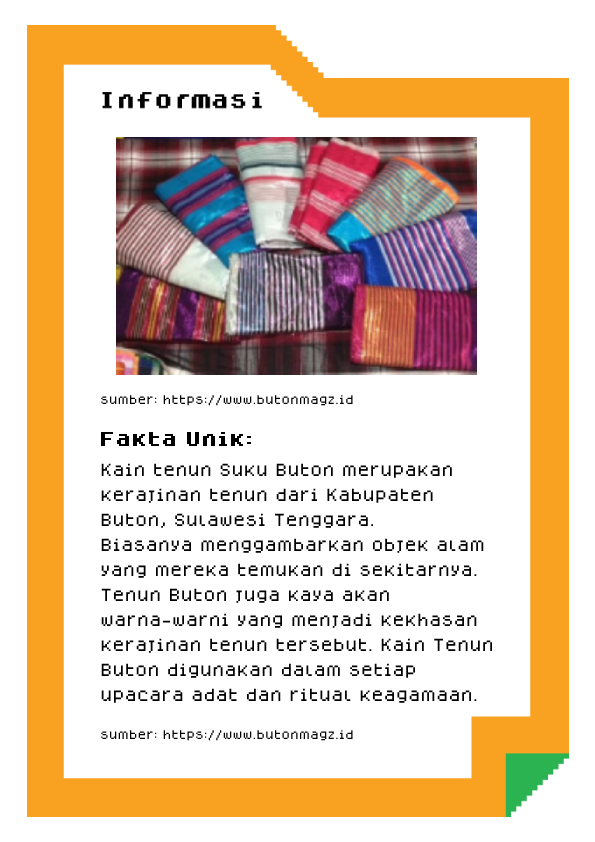 Informasi
sumber: https://www.butonmagz.id
Fakta Unik:
Kain tenun Suku Buton merupakan
kerajinan tenun dari Kabupaten
Buton, Sulawesi Tenggara.
Biasanya menggambarkan objek alam
yang mereka temukan di sekitarnya.
Tenun Buton juga kaya akan
warna-warni yang menjadi kekhasan
kerajinan tenun tersebut. Kain Tenun
Buton digunakan dalam setiap
upacara adat dan ritual keagamaan.
sumber: https://www.butonmagz.id